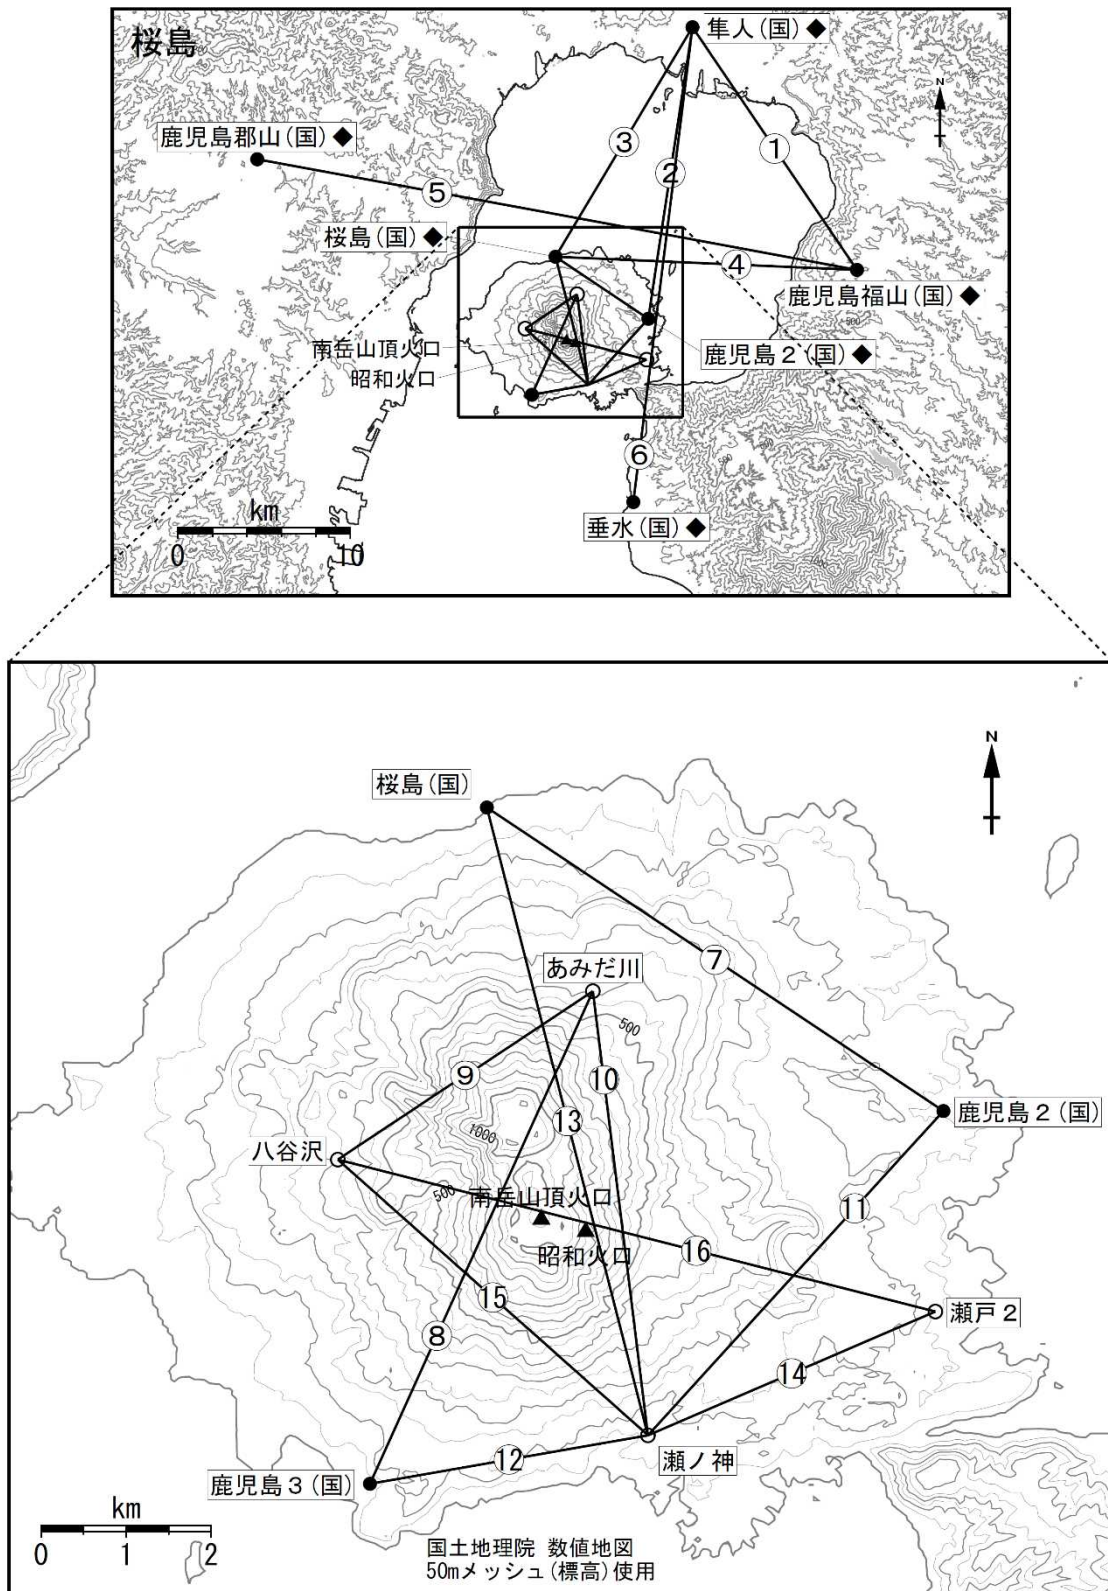 桜島
隼人(国)◆
N
鹿児島郡山(国)◆
③
①
②
⑤
桜島(国)◆
④
鹿児島福山(国)◆
500
南岳山頂火口
鹿児島2(国)◆
昭和火口
⑥
km
0 10
垂水(国)◆
1000
N
桜島(国)
⑦
あみだ川
500
⑨
⑩
鹿児島2(国)
1000
⑬
八谷沢
500
南岳山頂火口
⑪
昭和火口
⑯
⑮
瀬戸2
⑧
⑭
⑫
瀬ノ神
鹿児島3(国)
km
0 1 2
国土地理院 数値地図
50mメッシュ(標高)使用